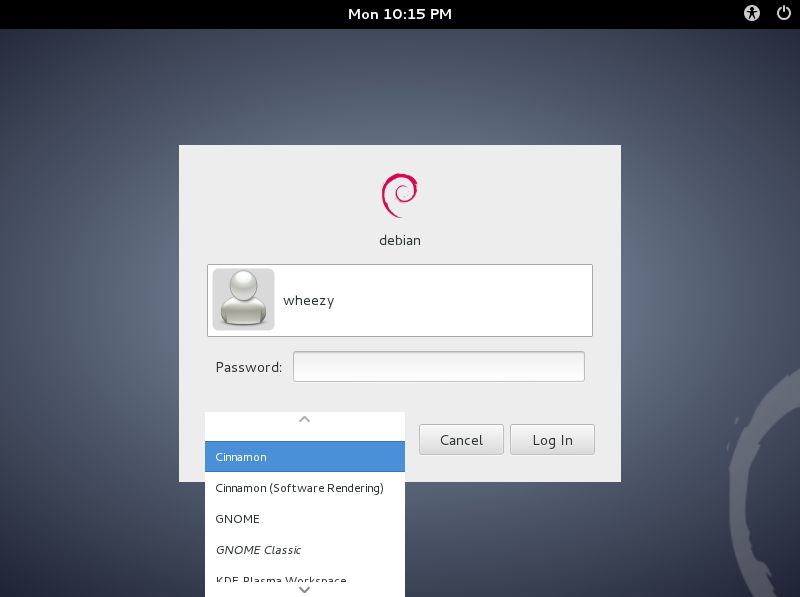 Mon 10:15 PM
debian
wheezy
Password:
Cancel
Log In
Cinnamon
Cinnamon (Software Rendering)
GNOME
GNOME Classic
KDE Plasma Workspace